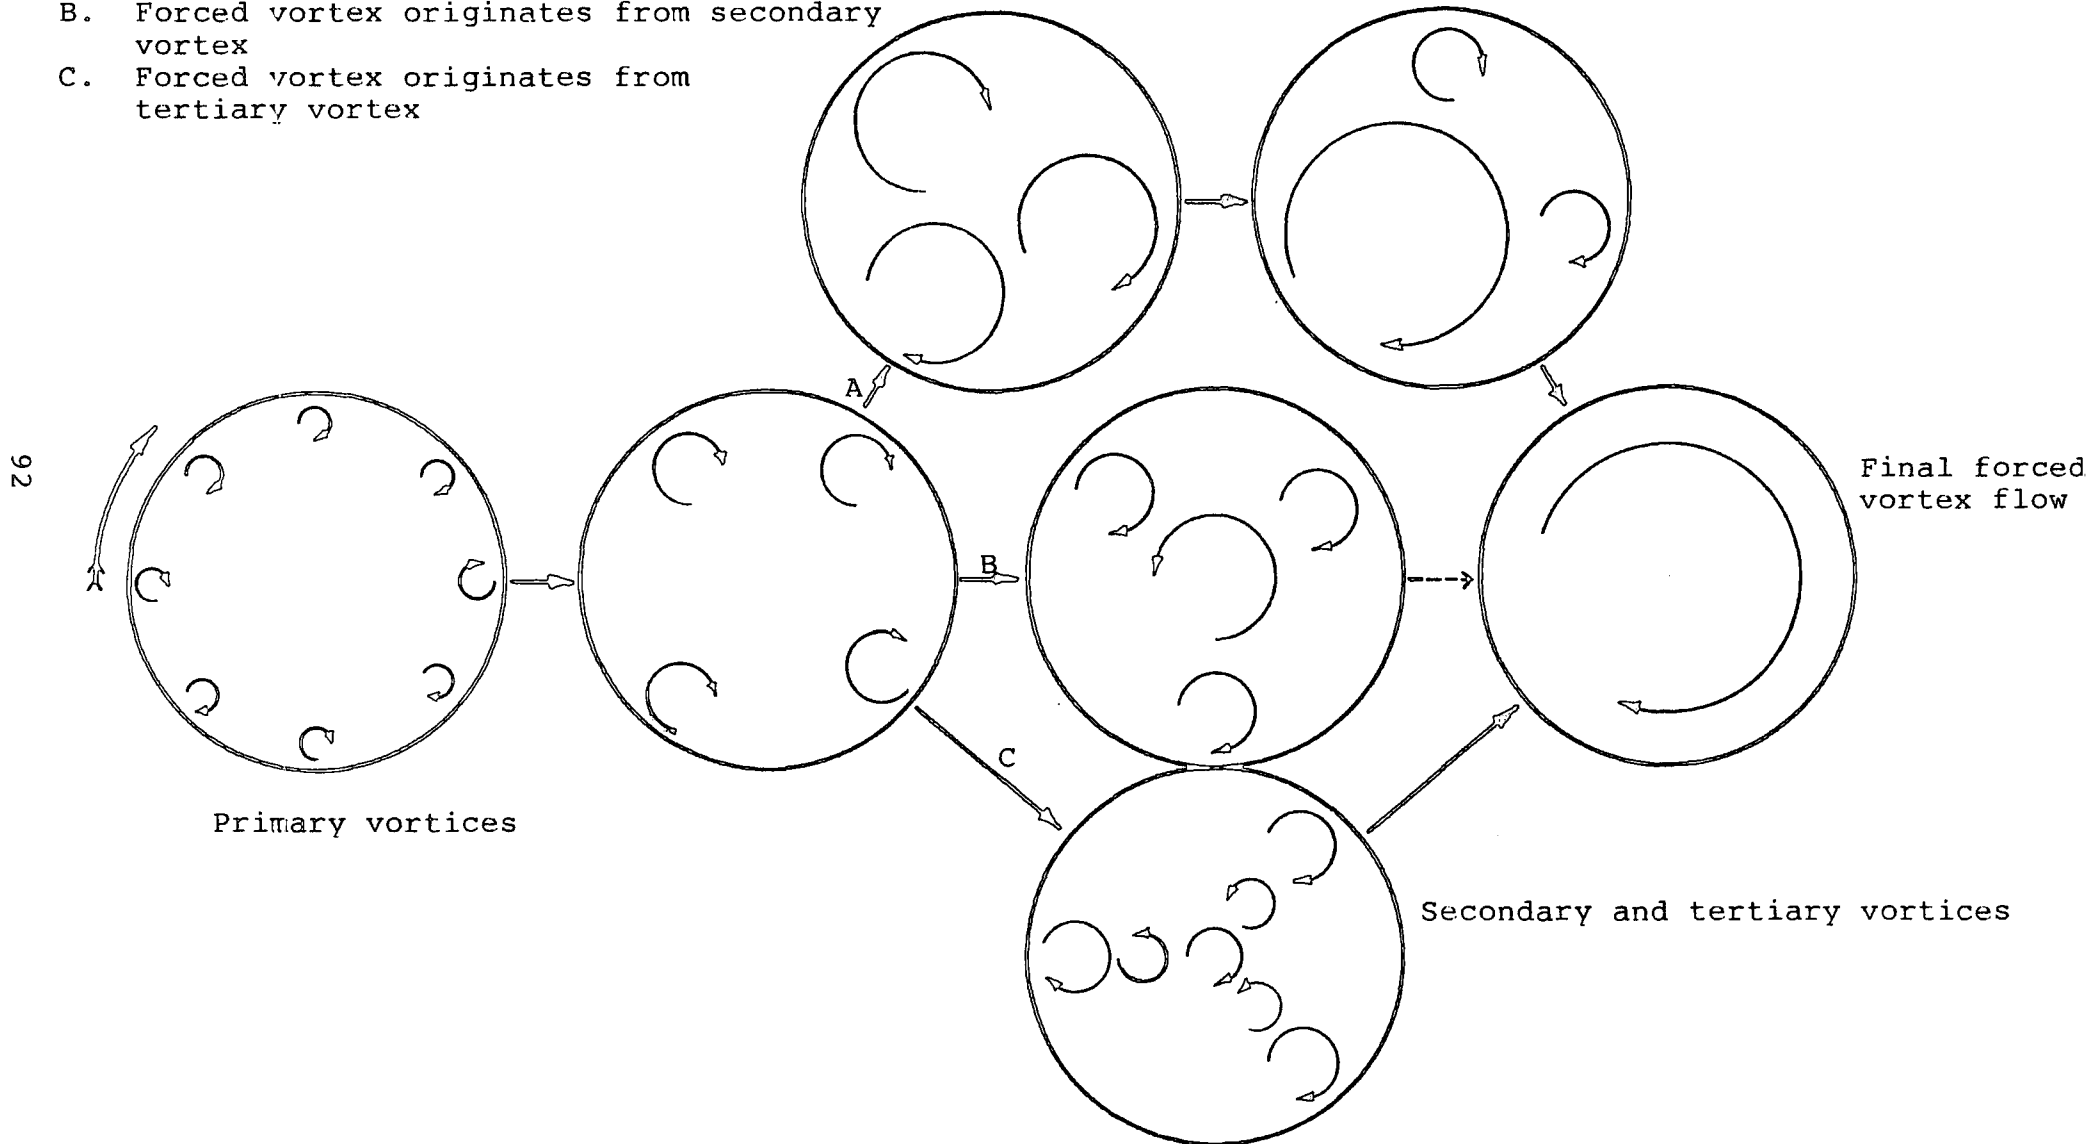 B. Forced vortex originates from secondary
vortex
C. Forced vortex originates from
tertiary vortex
A
92
B
Final forced
vortex flow
C
Primary vortices
Secondary and tertiary vortices